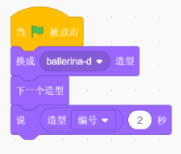 当 被点击
换成 ballerina-d 造型
下一个造型
说 造型 编号 2 秒